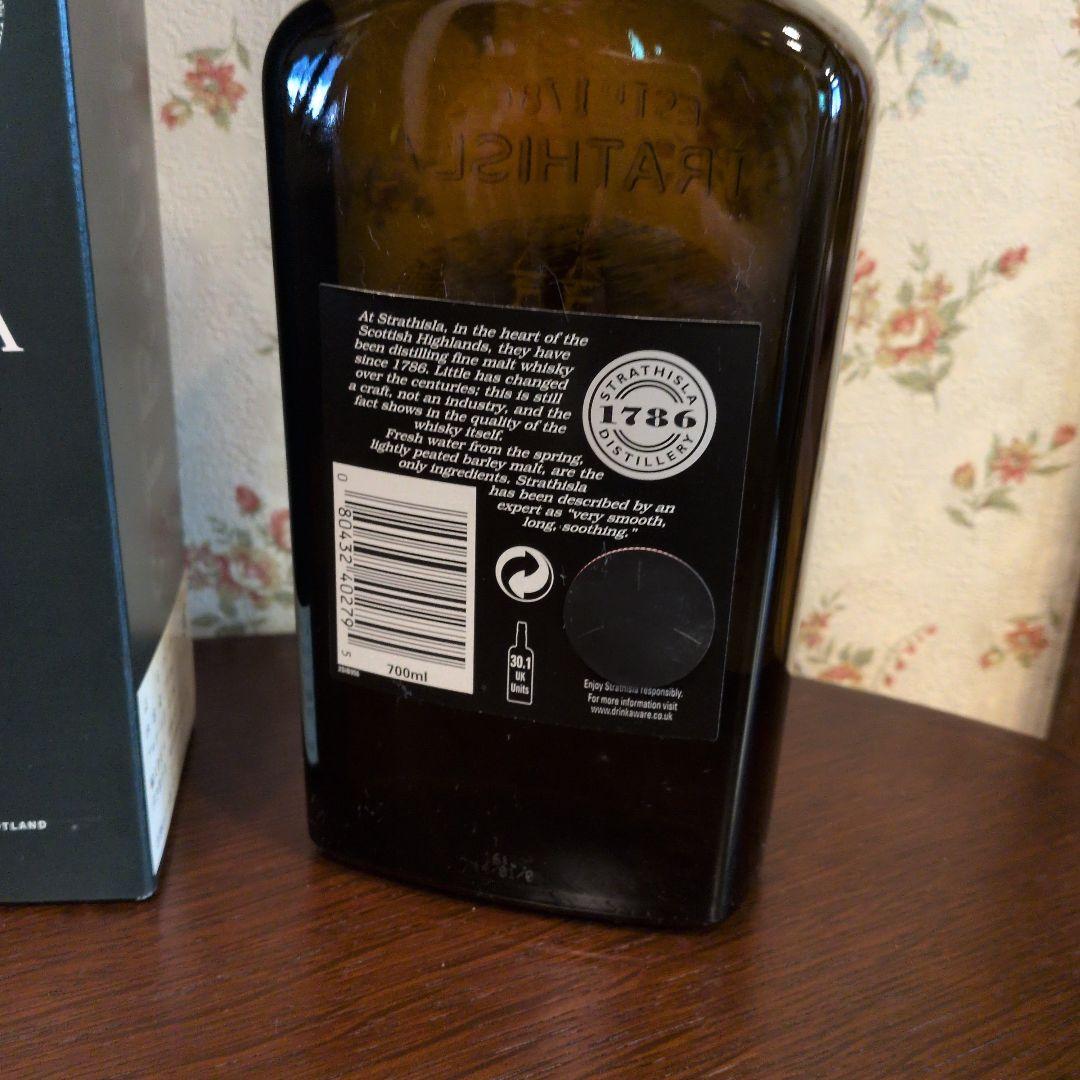 ESTD 178
TRATHISL
At Strathisla, in the heart of the
Scottish Highlands, they have
been distilling fine malt whisky
since 1786. Little has changed
over the centuries; this is still
a craft, not an industry, and the
fact shows in the quality of the
whisky itself.
Fresh water from the spring,
lightly peated barley malt, are the
only ingredients. Strathisla
has been described by an
expert as "very smooth,
long, soothing."
STRATHISLA
1786
DISTILLERY
0 80432 40279 5
700ml
30.1
UK
Units
Enjoy Strathisla responsibly.
For more information visit
www.drinkaware.co.uk
A
OTLAND